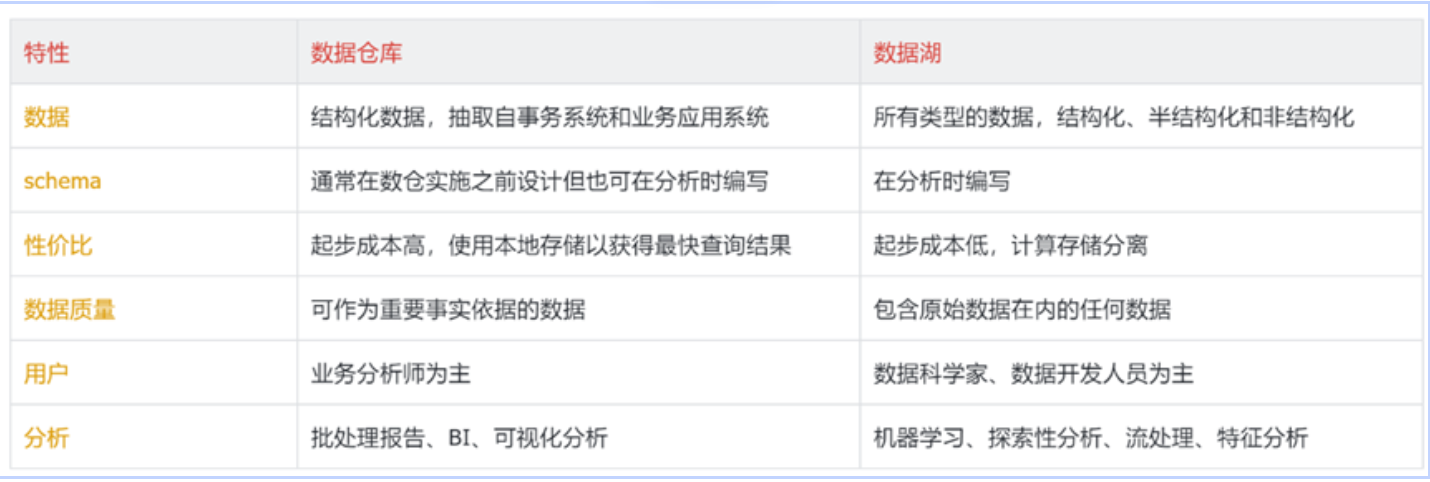 特性 数据仓库 数据湖
数据 结构化数据，抽取自事务系统和业务应用系统 所有类型的数据，结构化、半结构化和非结构化
schema 通常在数仓实施之前设计但也可在分析时编写 在分析时编写
性价比 起步成本高，使用本地存储以获得最快查询结果 起步成本低，计算存储分离
数据质量 可作为重要事实依据的数据 包含原始数据在内的任何数据
用户 业务分析师为主 数据科学家、数据开发人员为主
分析 批处理报告、BI、可视化分析 机器学习、探索性分析、流处理、特征分析